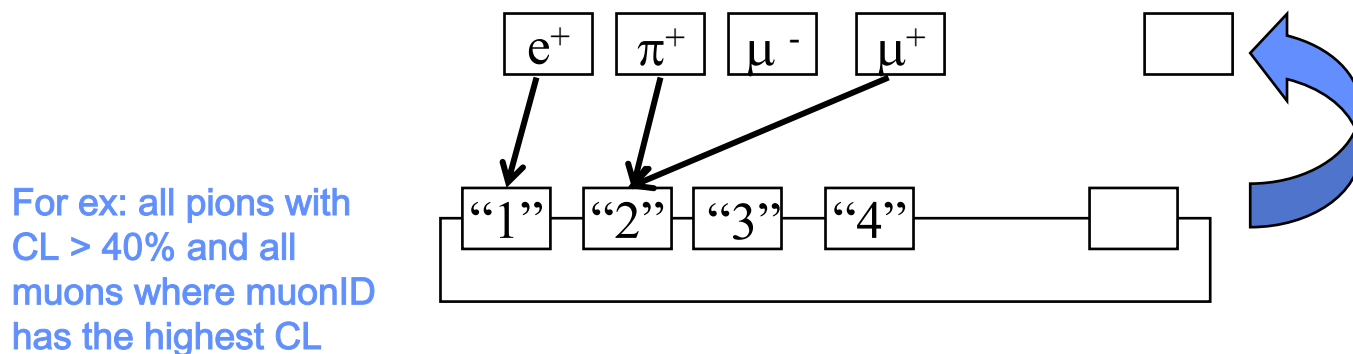 e⁺ π⁺ μ⁻ μ⁺
“1” “2” “3” “4”
For ex: all pions with
CL > 40% and all
muons where muonID
has the highest CL